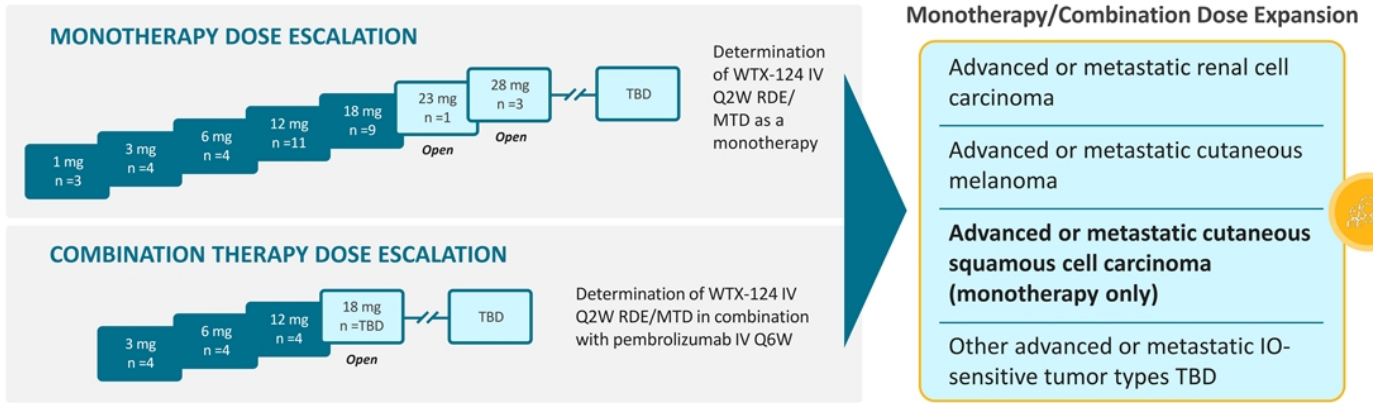 MONOTHERAPY DOSE ESCALATION
1 mg
n =3
3 mg
n =4
6 mg
n =4
12 mg
n =11
18 mg
n =9
23 mg
n =1
Open
28 mg
n =3
Open
TBD
Determination
of WTX-124 IV
Q2W RDE/
MTD as a
monotherapy
COMBINATION THERAPY DOSE ESCALATION
3 mg
n =4
6 mg
n =4
12 mg
n =4
18 mg
n =TBD
Open
TBD
Determination of WTX-124 IV
Q2W RDE/MTD in combination
with pembrolizumab IV Q6W
Monotherapy/Combination Dose Expansion
Advanced or metastatic renal cell
carcinoma
Advanced or metastatic cutaneous
melanoma
Advanced or metastatic cutaneous
squamous cell carcinoma
(monotherapy only)
Other advanced or metastatic IO-
sensitive tumor types TBD